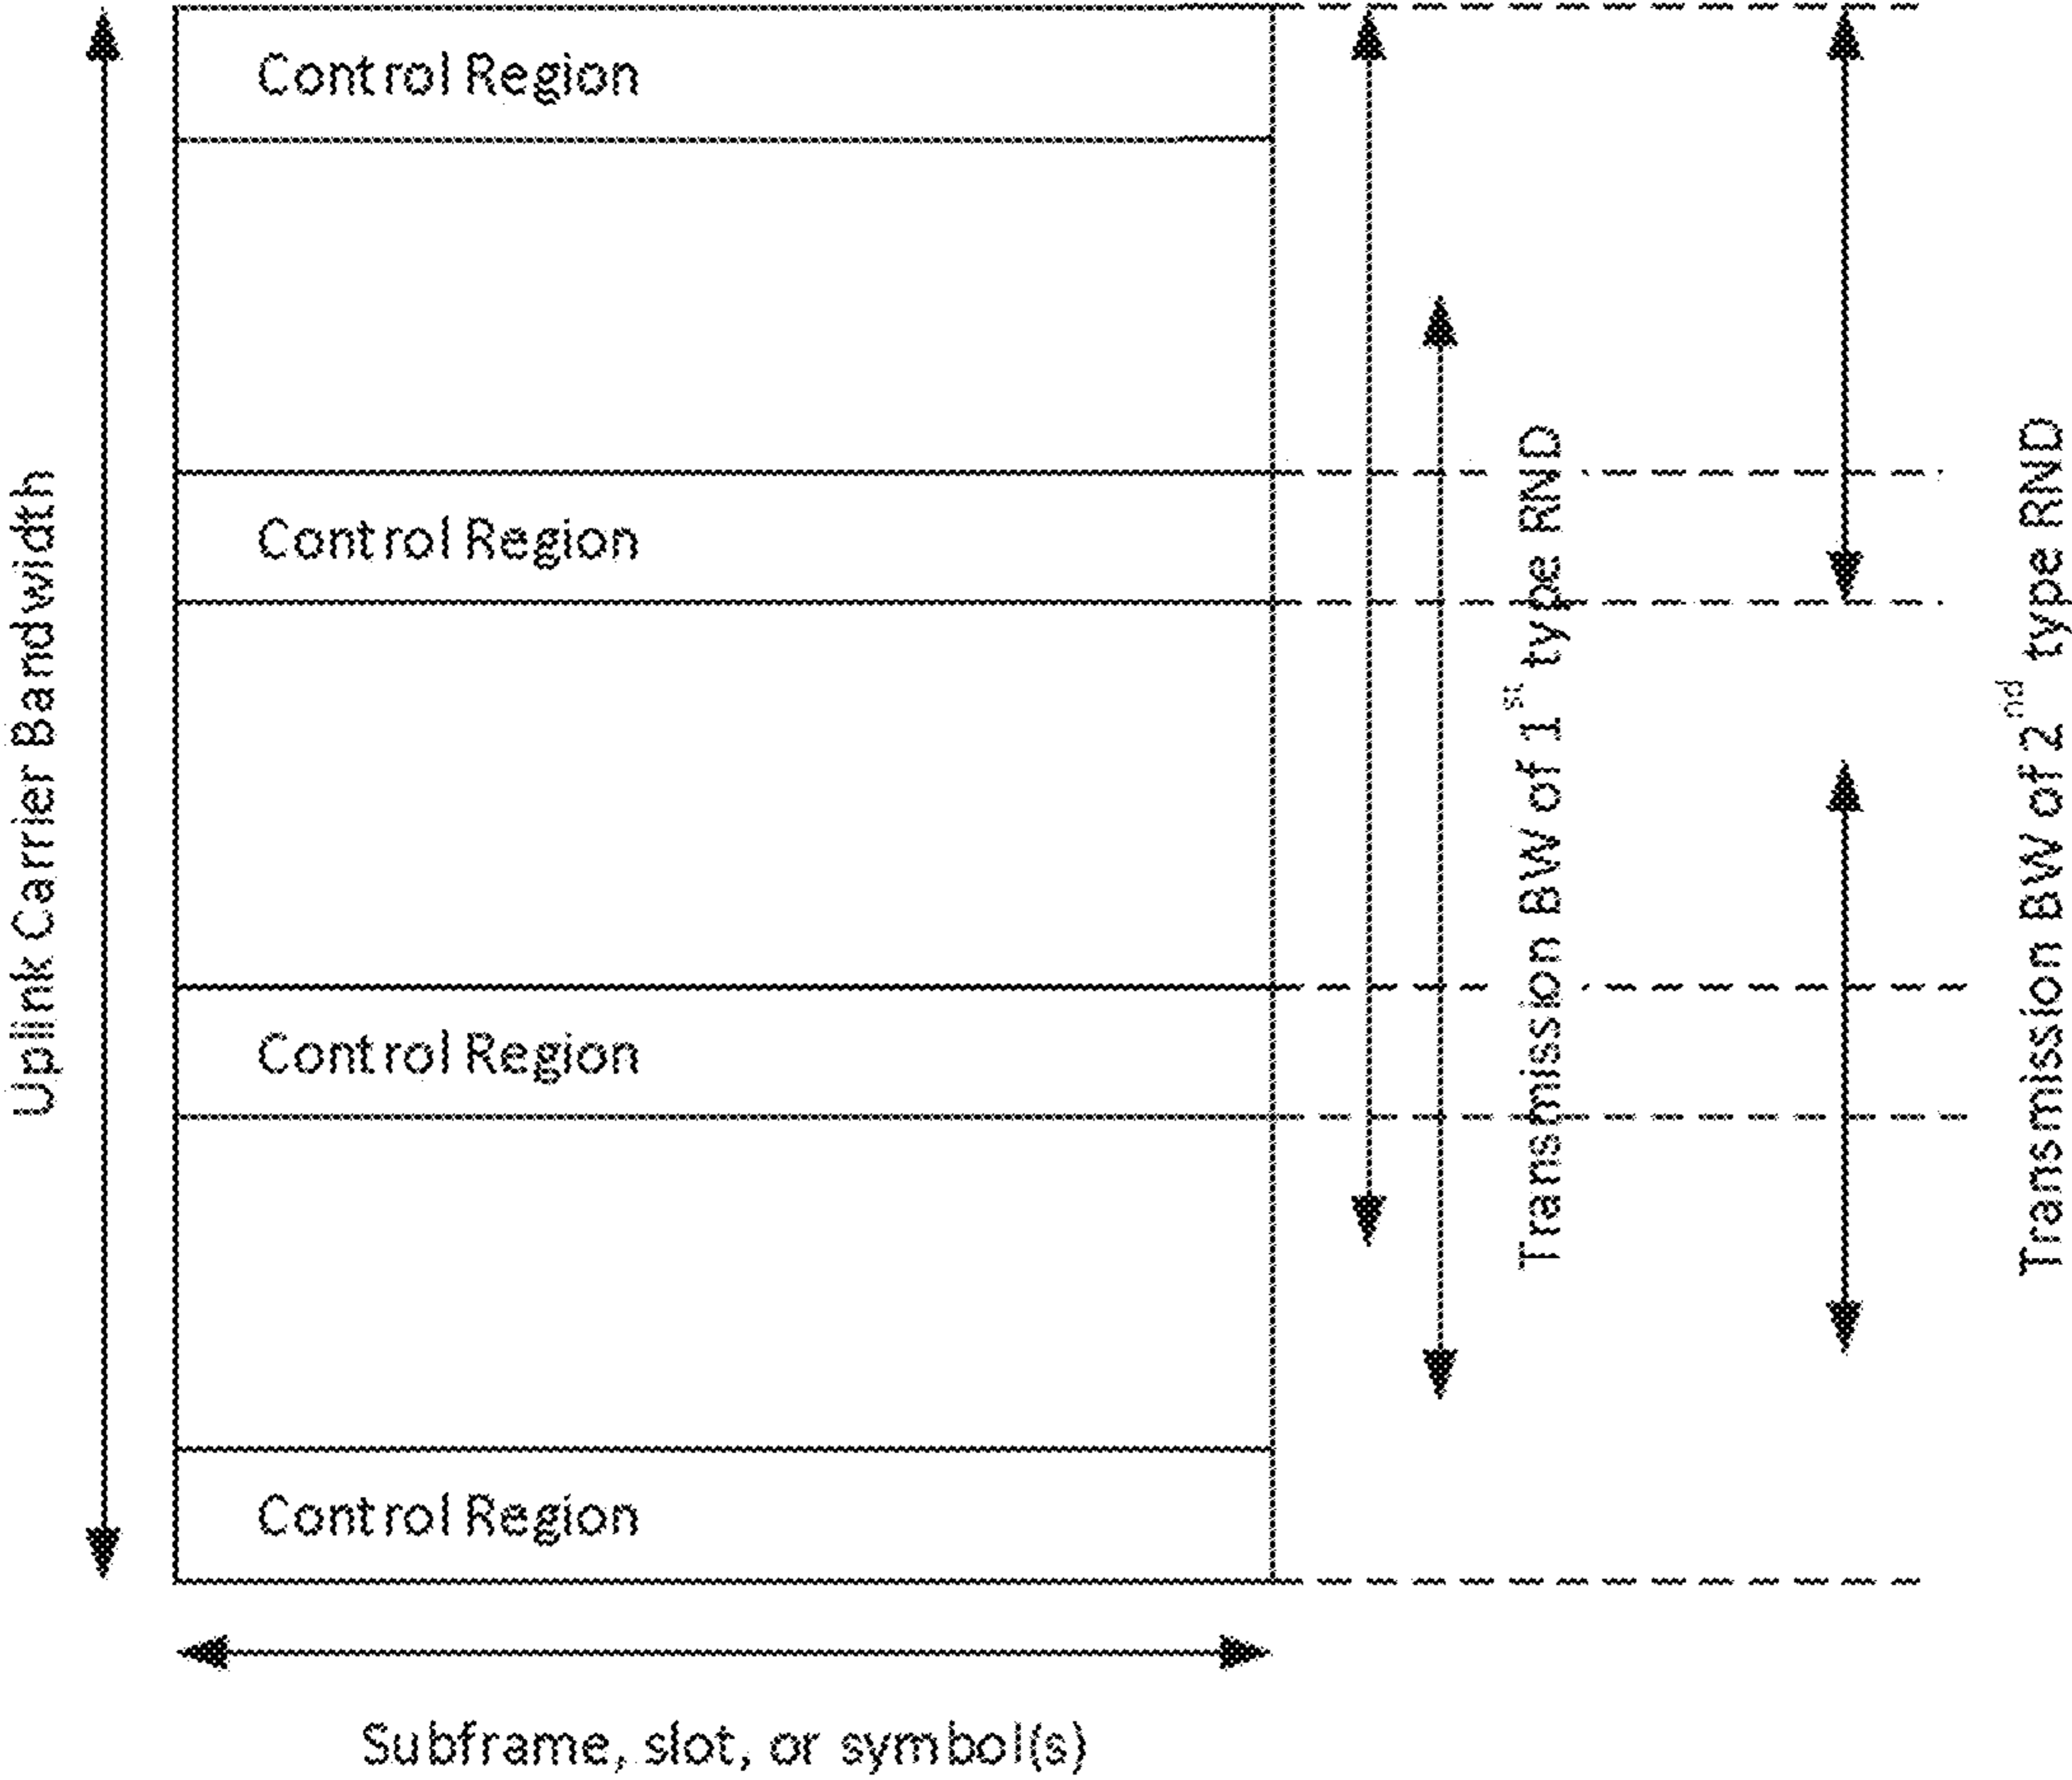 Control Region
Control Region
Control Region
Control Region
Uplink Carrier Bandwidth
Transmission BW of 1st type RND
Transmission BW of 2nd type RND
Subframe, slot, or symbol(s)